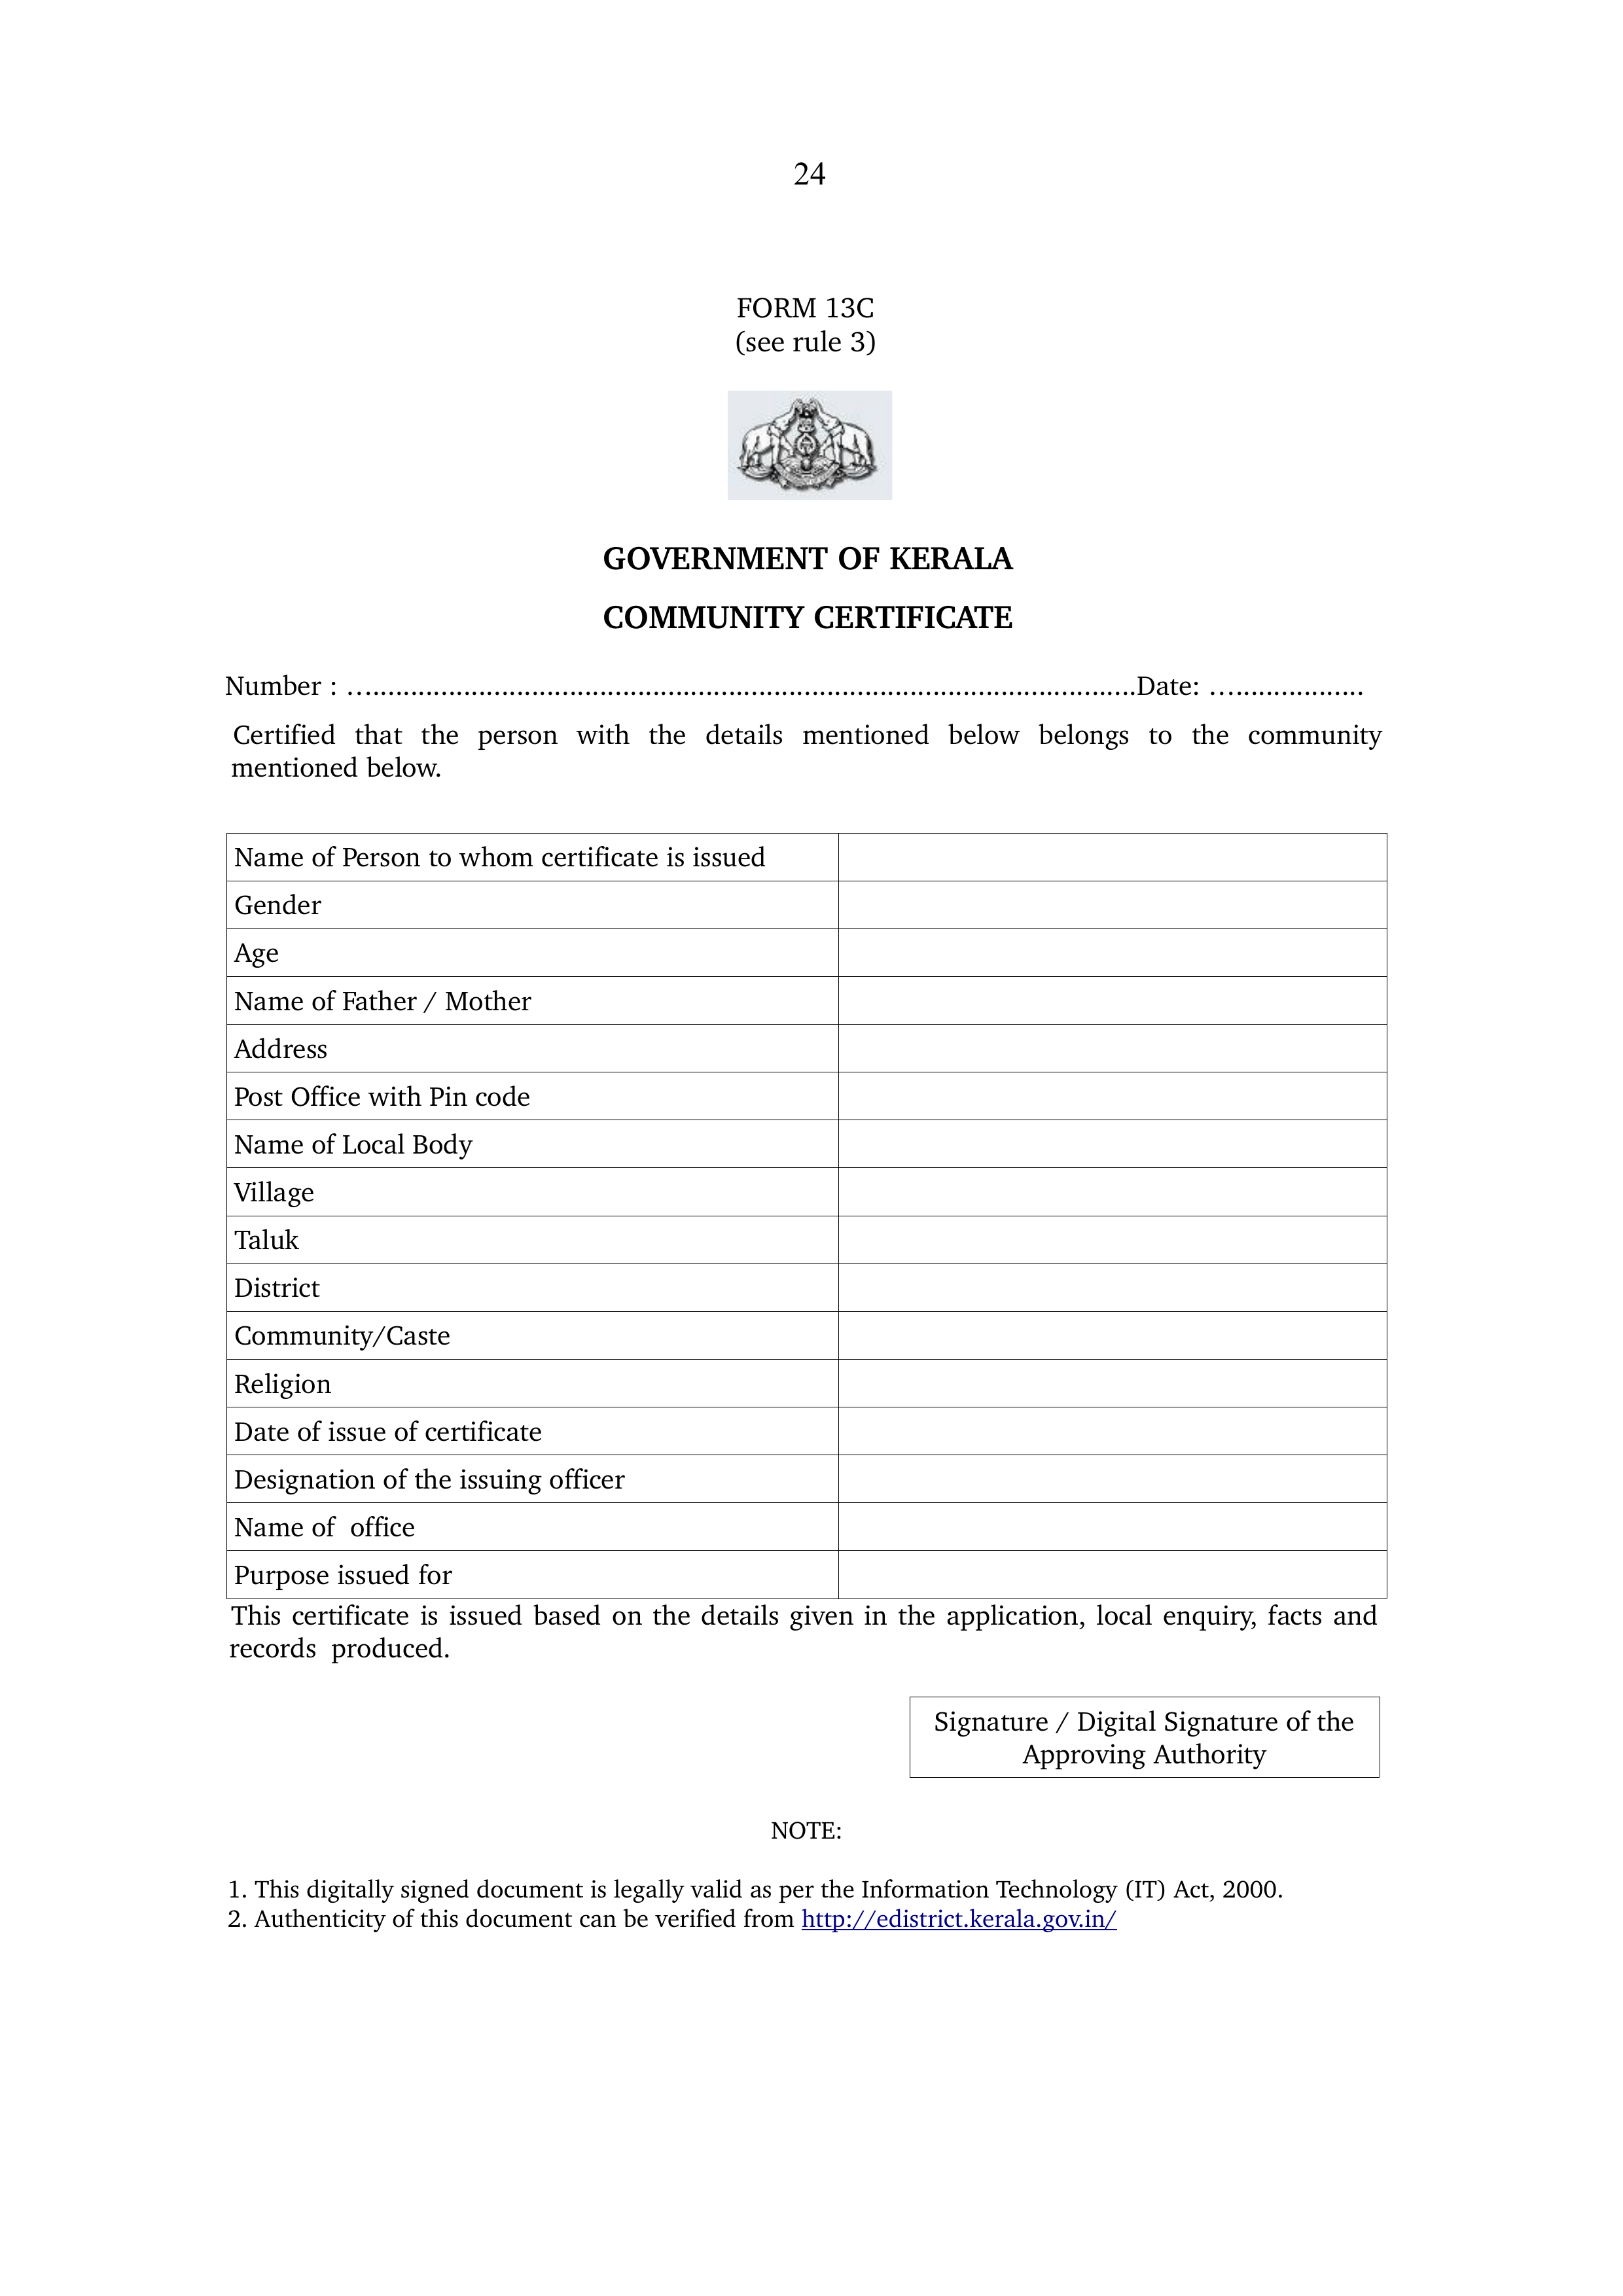 24
FORM 13C
(see rule 3)
GOVERNMENT OF KERALA
COMMUNITY CERTIFICATE
Number : …..................................................................................................Date: ….................
Certified that the person with the details mentioned below belongs to the community
mentioned below.
Name of Person to whom certificate is issued
Gender
Age
Name of Father / Mother
Address
Post Office with Pin code
Name of Local Body
Village
Taluk
District
Community/Caste
Religion
Date of issue of certificate
Designation of the issuing officer
Name of office
Purpose issued for
This certificate is issued based on the details given in the application, local enquiry, facts and
records produced.
Signature / Digital Signature of the
Approving Authority
NOTE:
1. This digitally signed document is legally valid as per the Information Technology (IT) Act, 2000.
2. Authenticity of this document can be verified from http://edistrict.kerala.gov.in/